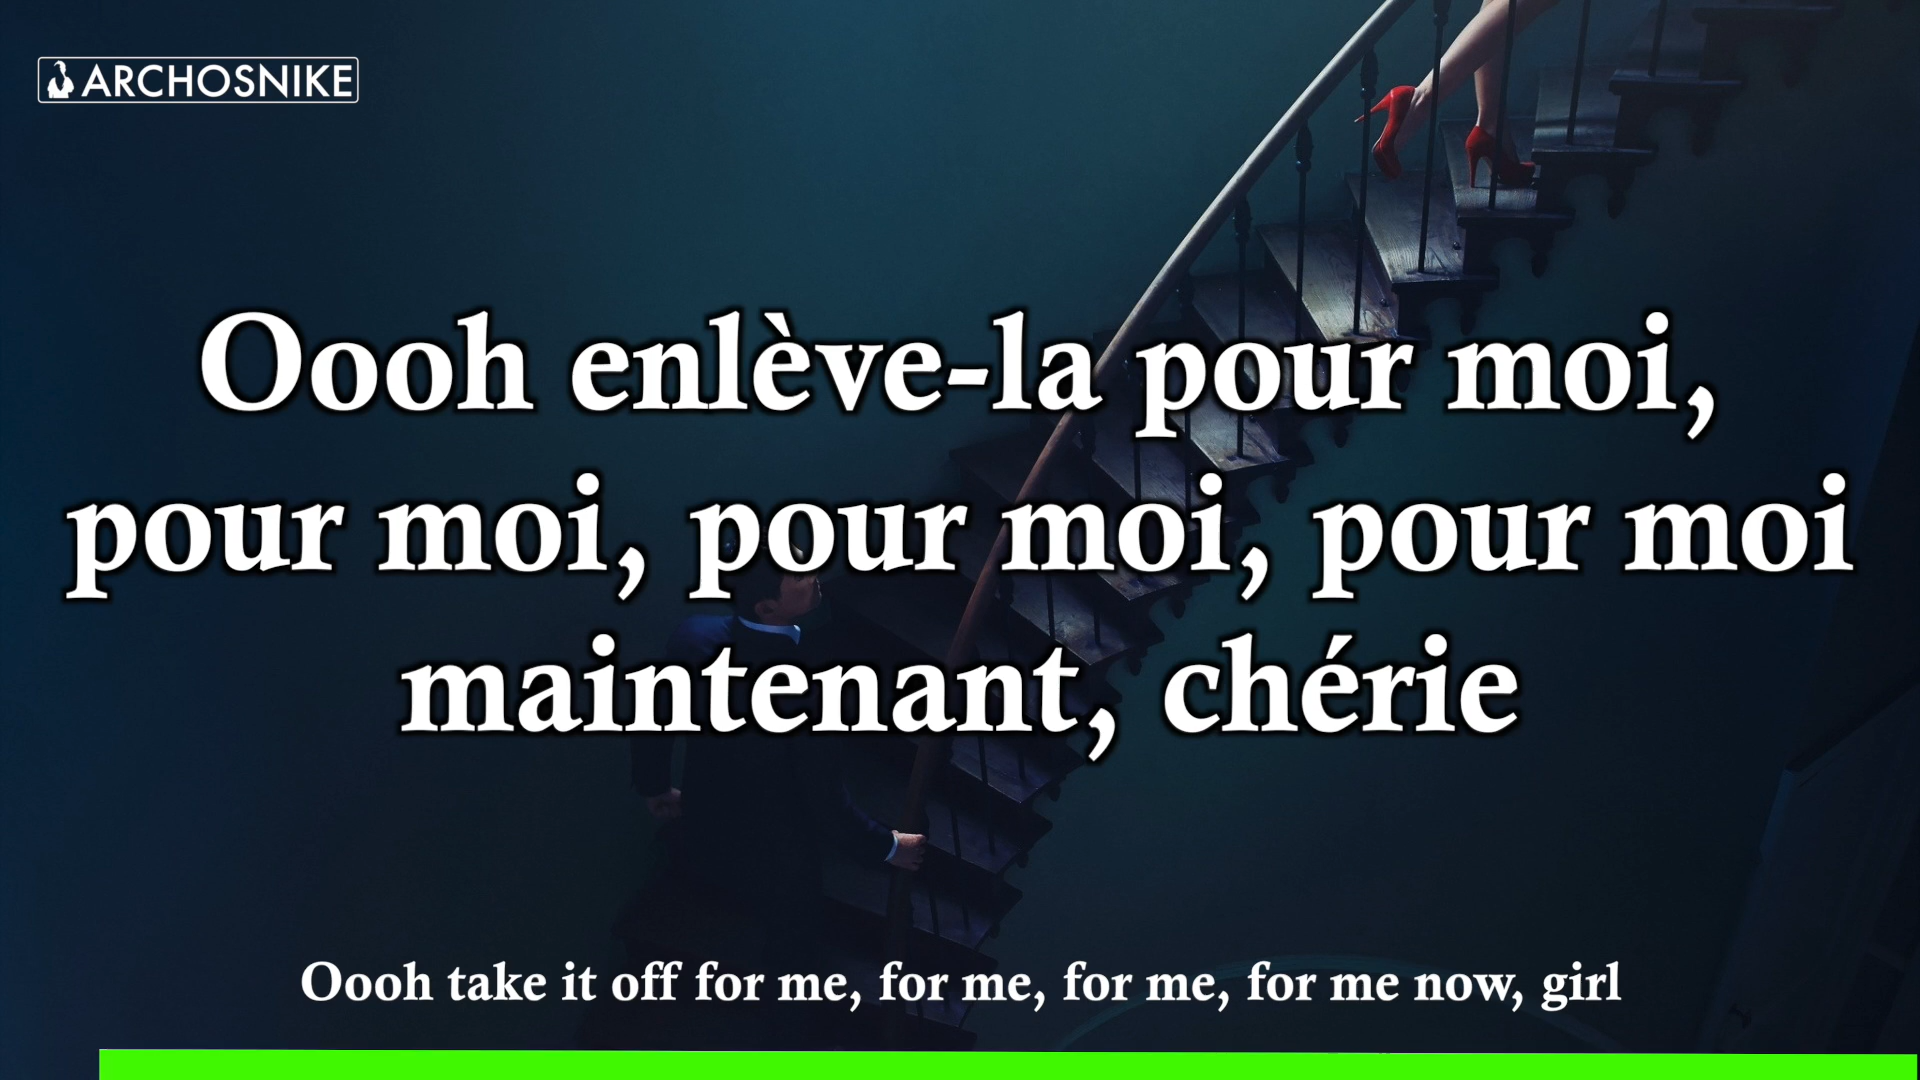 ARCHOSNIKE
Oooh enlève-la pour moi,
pour moi, pour moi, pour moi
maintenant, chérie
Oooh take it off for me, for me, for me, for me now, girl